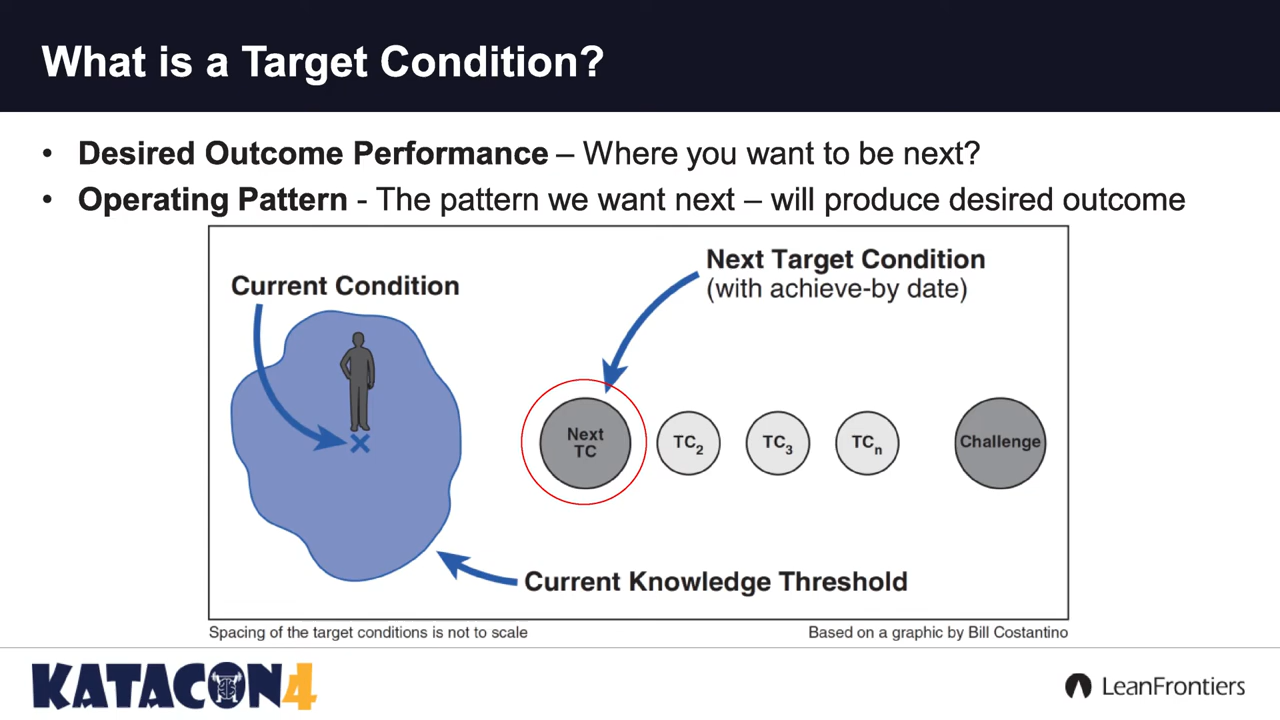 What is a Target Condition?
• Desired Outcome Performance – Where you want to be next?
• Operating Pattern - The pattern we want next – will produce desired outcome
Current Condition
Next Target Condition
(with achieve-by date)
Next
TC
TC2
TC3
TCn
Challenge
Current Knowledge Threshold
Spacing of the target conditions is not to scale
Based on a graphic by Bill Costantino
KATACON4
LeanFrontiers